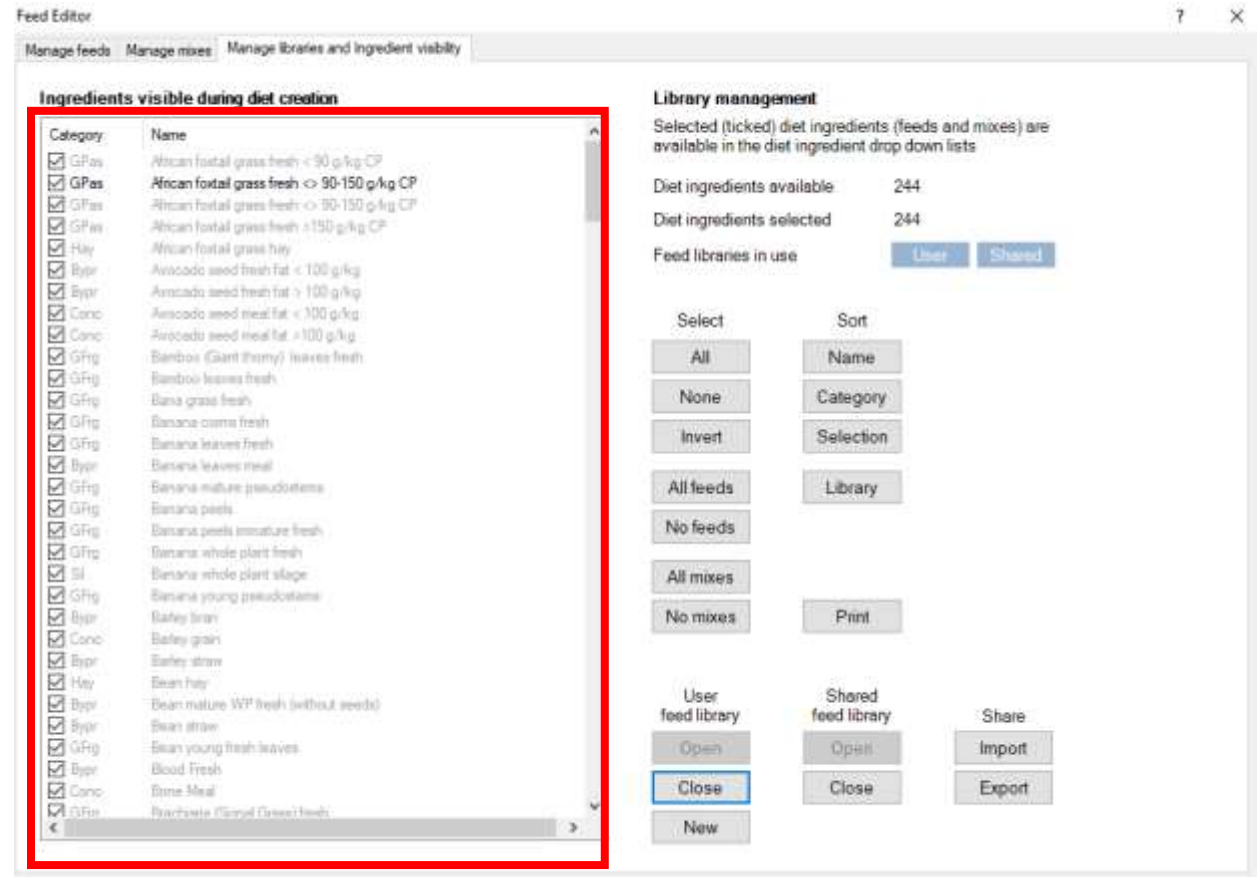 Feed Editor
?
Manage feeds Manage mixes Manage libraries and ingredient visibility
Ingredients visible during diet creation
Category Name
GPas African foxtail grass fresh < 90 g/kg CP
GPas African foxtail grass fresh <> 90-150 g/kg CP
GPas African foxtail grass fresh <> 90-150 g/kg CP
GPas African foxtail grass fresh >150 g/kg CP
Hay African foxtail grass hay
Bypr Avocado seed fresh fat < 100 g/kg
Bypr Avocado seed fresh fat > 100 g/kg
Conc Avocado seed meal fat < 100 g/kg
Conc Avocado seed meal fat >100 g/kg
GFrg Bamboo (Giant thorny) leaves fresh
GFrg Bamboo leaves fresh
GFrg Bana grass fresh
GFrg Banana corms fresh
GFrg Banana leaves fresh
Bypr Banana leaves meal
GFrg Banana mature pseudostems
GFrg Banana peels
GFrg Banana peels immature fresh
GFrg Banana whole plant fresh
Sil Banana whole plant silage
GFrg Banana young pseudostems
Bypr Barley bran
Conc Barley grain
Bypr Barley straw
Hay Bean hay
Bypr Bean mature WP fresh (without seeds)
Bypr Bean straw
GFrg Bean young fresh leaves
Bypr Blood Fresh
Conc Bone Meal
GFrg Brachiaria (Signal Grass) fresh
Library management
Selected (ticked) diet ingredients (feeds and mixes) are
available in the diet ingredient drop down lists
Diet ingredients available 244
Diet ingredients selected 244
Feed libraries in use User Shared
Select Sort
All Name
None Category
Invert Selection
All feeds Library
No feeds
All mixes
No mixes Print
User Shared
feed library feed library Share
Open Open Import
Close Close Export
New